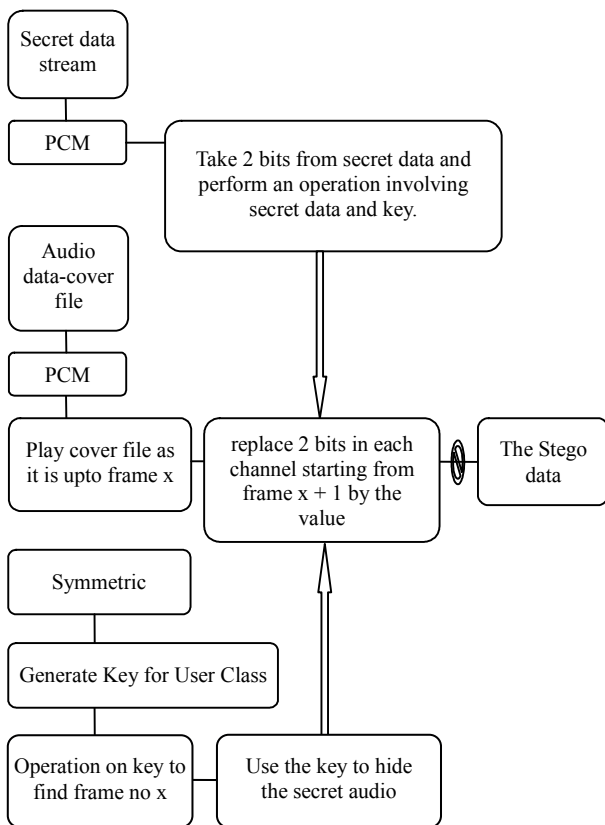 Secret data
stream
PCM
Take 2 bits from secret data and
perform an operation involving
secret data and key.
Audio
data-cover
file
PCM
Play cover file as
it is upto frame x
replace 2 bits in each
channel starting from
frame x + 1 by the
value
The Stego
data
Symmetric
Generate Key for User Class
Operation on key to
find frame no x
Use the key to hide
the secret audio